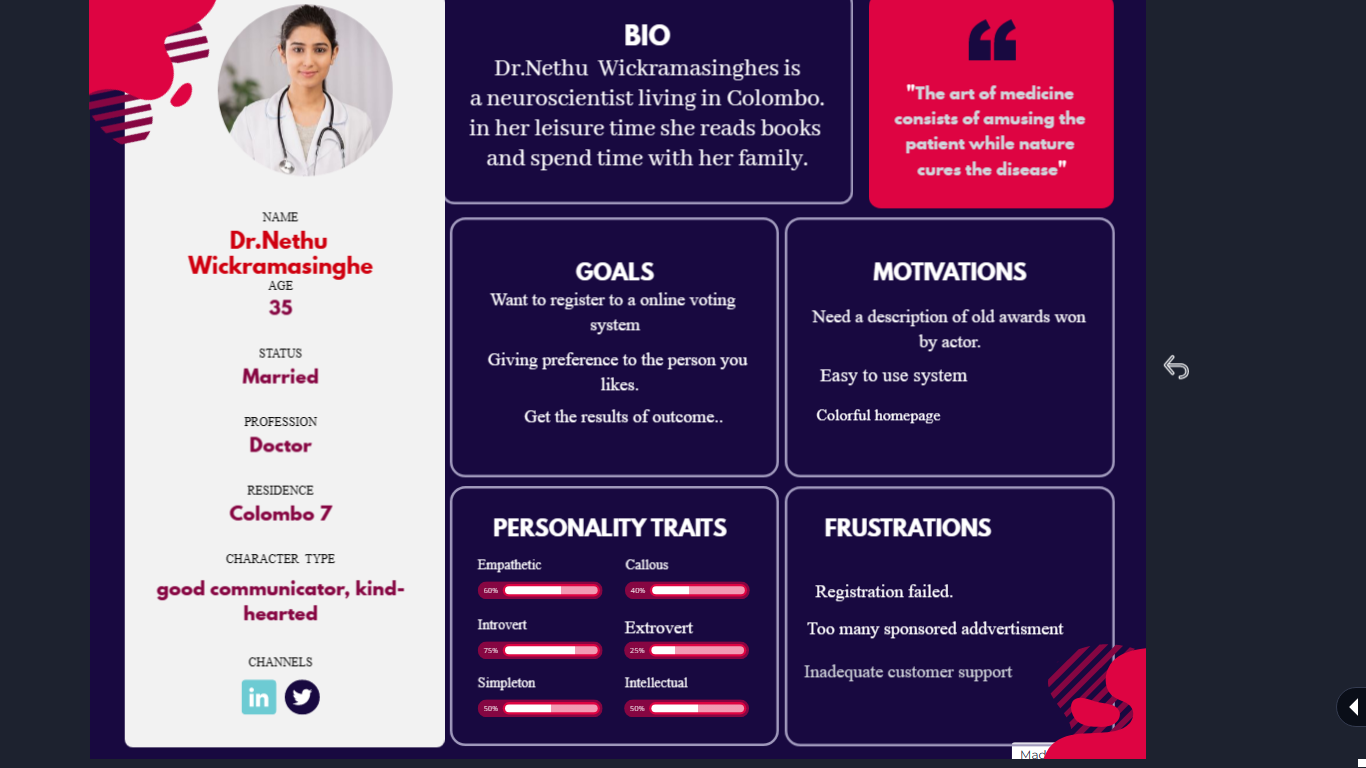 NAME
Dr.Nethu
Wickramasinghe
AGE
35
STATUS
Married
PROFESSION
Doctor
RESIDENCE
Colombo 7
CHARACTER TYPE
good communicator, kind-
hearted
CHANNELS
in
BIO
Dr.Nethu Wickramasinghes is
a neuroscientist living in Colombo.
in her leisure time she reads books
and spend time with her family.
"The art of medicine
consists of amusing the
patient while nature
cures the disease"
GOALS
Want to register to a online voting
system
Giving preference to the person you
likes.
Get the results of outcome..
MOTIVATIONS
Need a description of old awards won
by actor.
Easy to use system
Colorful homepage
PERSONALITY TRAITS
Empathetic
60%
Callous
40%
Introvert
75%
Extrovert
25%
Simpleton
50%
Intellectual
50%
FRUSTRATIONS
Registration failed.
Too many sponsored addvertisment
Inadequate customer support